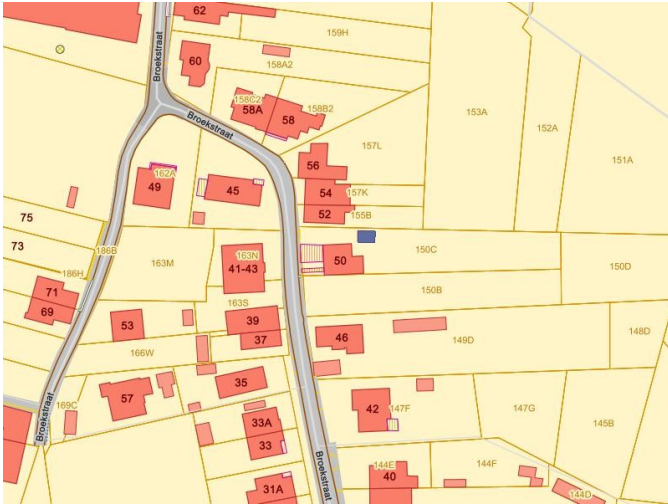 62
159H
Broekstraat
60
158A2
158C2
58A
58
158B2
Broekstraat
153A
152A
151A
157L
56
162A
49
45
54
157K
52
155B
75
73
186B
163M
163N
41-43
50
150C
150D
186H
71
69
150B
163S
39
37
53
46
149D
148D
166W
35
57
169C
42
147F
147G
145B
Broekstraat
33A
33
Broekstraat
144E
144F
40
31A
144D